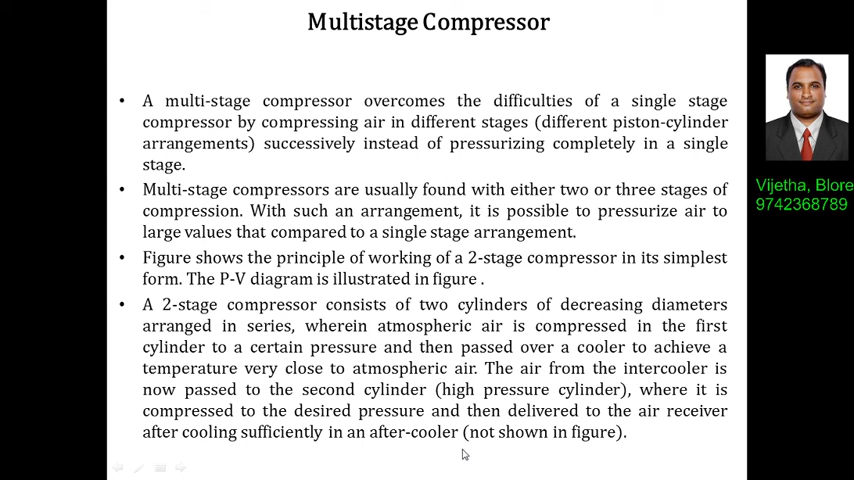 Multistage Compressor
• A multi-stage compressor overcomes the difficulties of a single stage
compressor by compressing air in different stages (different piston-cylinder
arrangements) successively instead of pressurizing completely in a single
stage.
• Multi-stage compressors are usually found with either two or three stages of
compression. With such an arrangement, it is possible to pressurize air to
large values that compared to a single stage arrangement.
• Figure shows the principle of working of a 2-stage compressor in its simplest
form. The P-V diagram is illustrated in figure .
• A 2-stage compressor consists of two cylinders of decreasing diameters
arranged in series, wherein atmospheric air is compressed in the first
cylinder to a certain pressure and then passed over a cooler to achieve a
temperature very close to atmospheric air. The air from the intercooler is
now passed to the second cylinder (high pressure cylinder), where it is
compressed to the desired pressure and then delivered to the air receiver
after cooling sufficiently in an after-cooler (not shown in figure).
Vijetha, Blore
9742368789